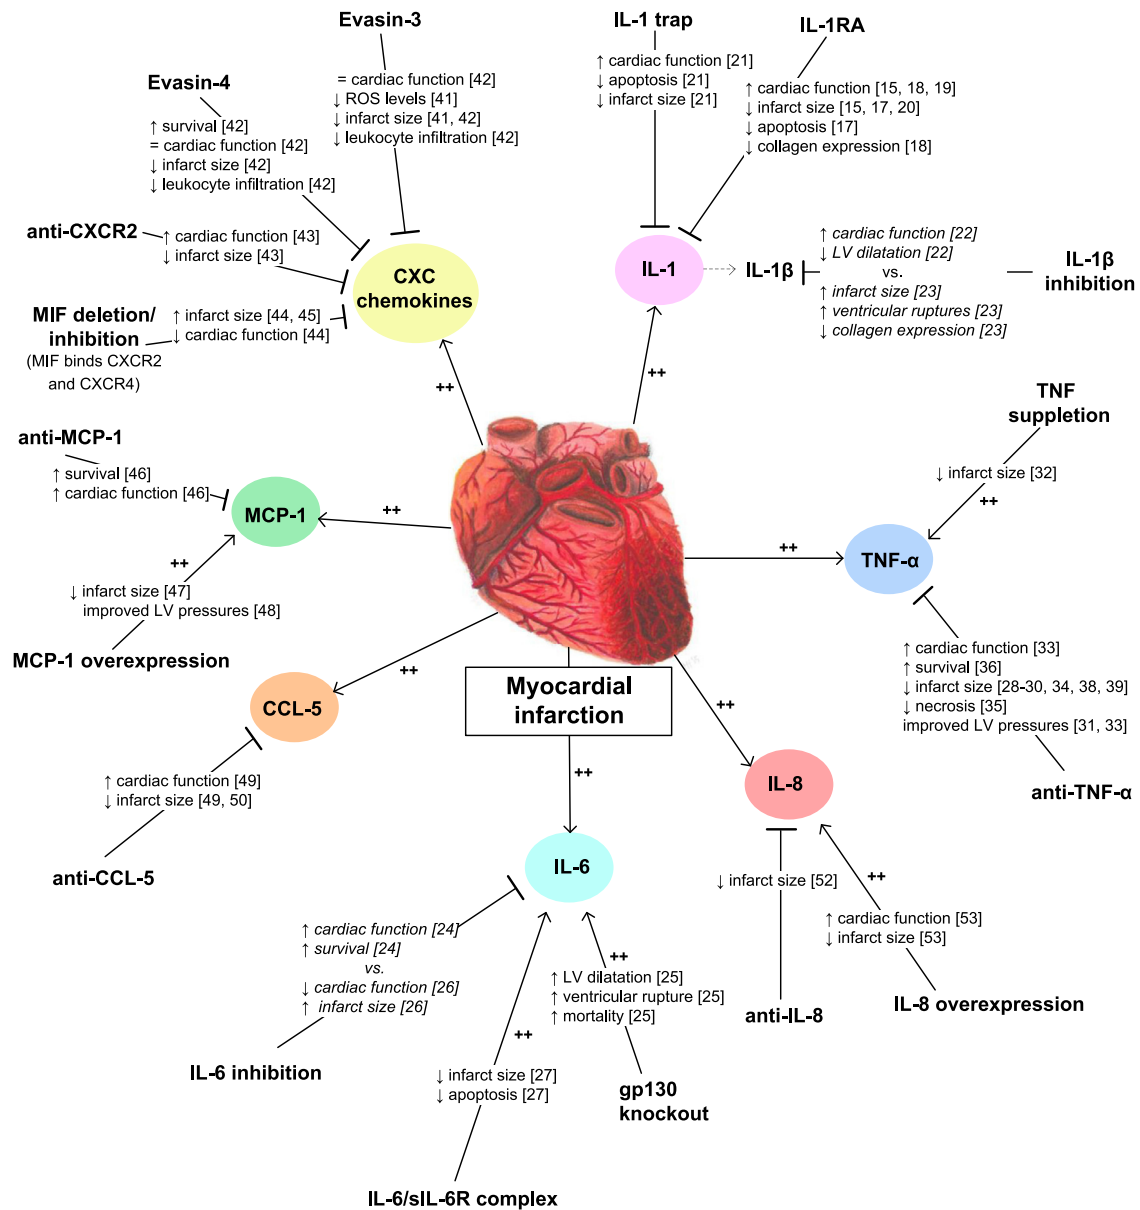 Evasin-3
= cardiac function [42]
↓ ROS levels [41]
↓ infarct size [41, 42]
↓ leukocyte infiltration [42]
Evasin-4
↑ survival [42]
= cardiac function [42]
↓ infarct size [42]
↓ leukocyte infiltration [42]
anti-CXCR2
↑ cardiac function [43]
↓ infarct size [43]
MIF deletion/
inhibition
(MIF binds CXCR2
and CXCR4)
↑ infarct size [44, 45]
↓ cardiac function [44]
CXC
chemokines
++
IL-1 trap
↑ cardiac function [21]
↓ apoptosis [21]
↓ infarct size [21]
IL-1RA
↑ cardiac function [15, 18, 19]
↓ infarct size [15, 17, 20]
↓ apoptosis [17]
↓ collagen expression [18]
IL-1
IL-1β
↑ cardiac function [22]
↓ LV dilatation [22]
vs.
↑ infarct size [23]
↑ ventricular ruptures [23]
↓ collagen expression [23]
IL-1β
inhibition
++
anti-MCP-1
↑ survival [46]
↑ cardiac function [46]
MCP-1
++
++
↓ infarct size [47]
improved LV pressures [48]
MCP-1 overexpression
TNF
suppletion
↓ infarct size [32]
++
++
TNF-α
↑ cardiac function [33]
↑ survival [36]
↓ infarct size [28-30, 34, 38, 39]
↓ necrosis [35]
improved LV pressures [31, 33]
anti-TNF-α
++
CCL-5
↑ cardiac function [49]
↓ infarct size [49, 50]
anti-CCL-5
Myocardial
infarction
++
++
IL-8
↓ infarct size [52]
anti-IL-8
++
↑ cardiac function [53]
↓ infarct size [53]
IL-8 overexpression
IL-6
↑ cardiac function [24]
↑ survival [24]
vs.
↓ cardiac function [26]
↑ infarct size [26]
IL-6 inhibition
++
↓ infarct size [27]
↓ apoptosis [27]
IL-6/sIL-6R complex
++
↑ LV dilatation [25]
↑ ventricular rupture [25]
↑ mortality [25]
gp130
knockout